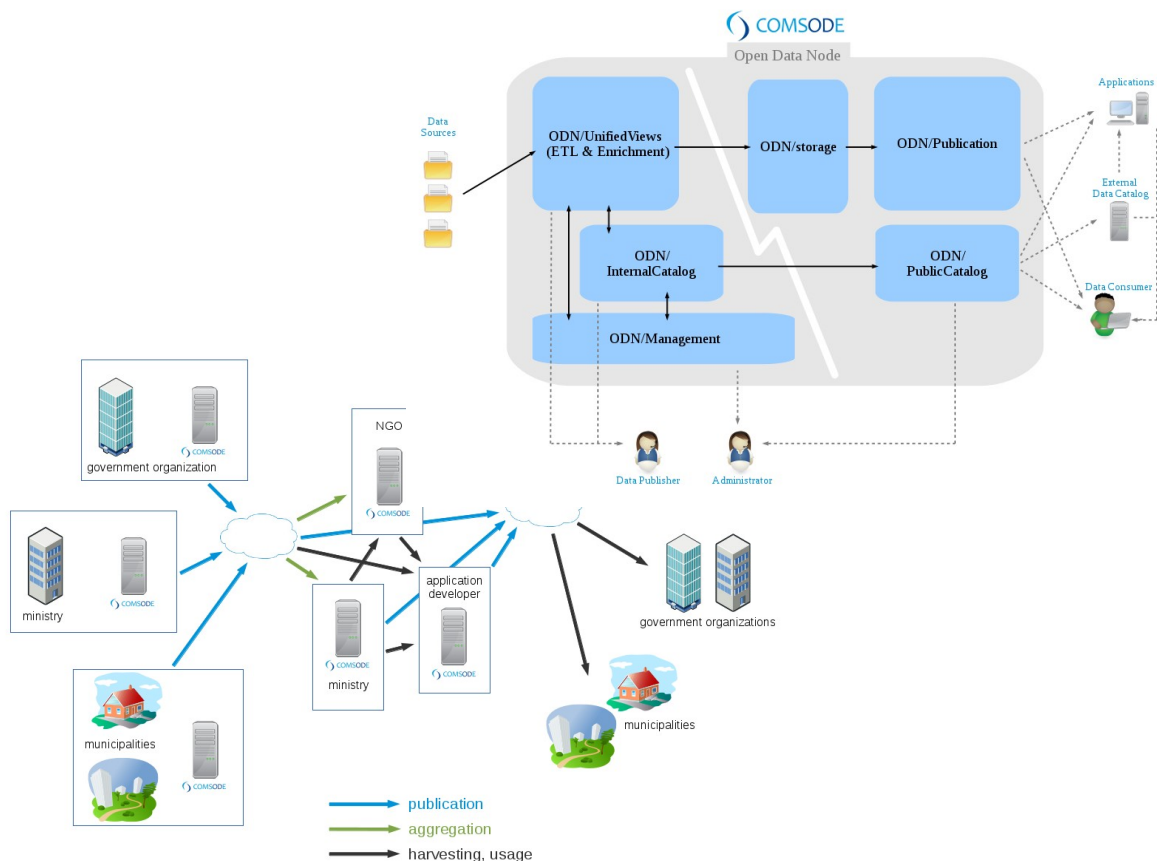 COMSODE
Open Data Node
Data
Sources
ODN/UnifiedViews
(ETL & Enrichment)
ODN/storage
ODN/Publication
Applications
External
Data Catalog
ODN/
InternalCatalog
ODN/
PublicCatalog
Data Consumer
ODN/Management
Data Publisher
Administrator
government organization
COMSODE
NGO
COMSODE
ministry
COMSODE
application
developer
COMSODE
ministry
COMSODE
municipalities
COMSODE
government organizations
municipalities
publication
aggregation
harvesting, usage